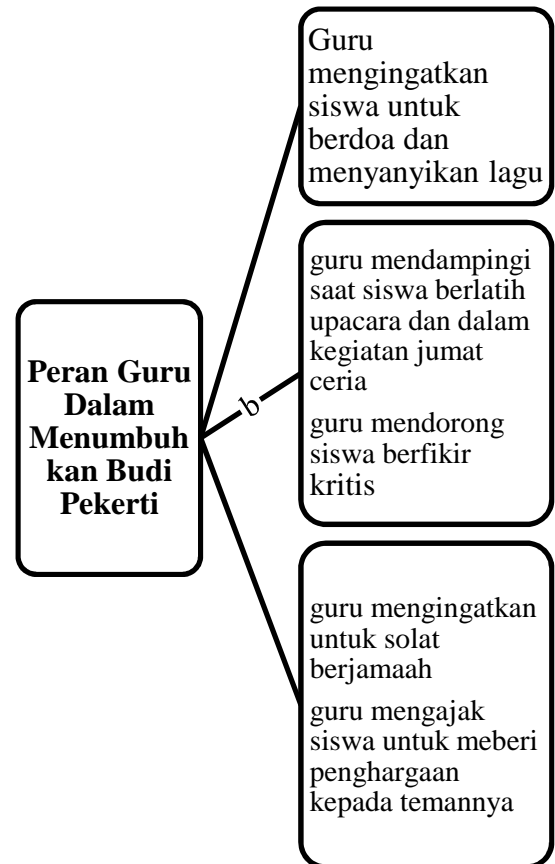 Guru
mengingatkan
siswa untuk
berdoa dan
menyanyikan lagu
guru mendampingi
saat siswa berlatih
upacara dan dalam
kegiatan jumat
ceria
guru mendorong
siswa berfikir
kritis
Peran Guru
Dalam
Menumbuh
kan Budi
Pekerti
b
guru mengingatkan
untuk solat
berjamaah
guru mengajak
siswa untuk meberi
penghargaan
kepada temannya